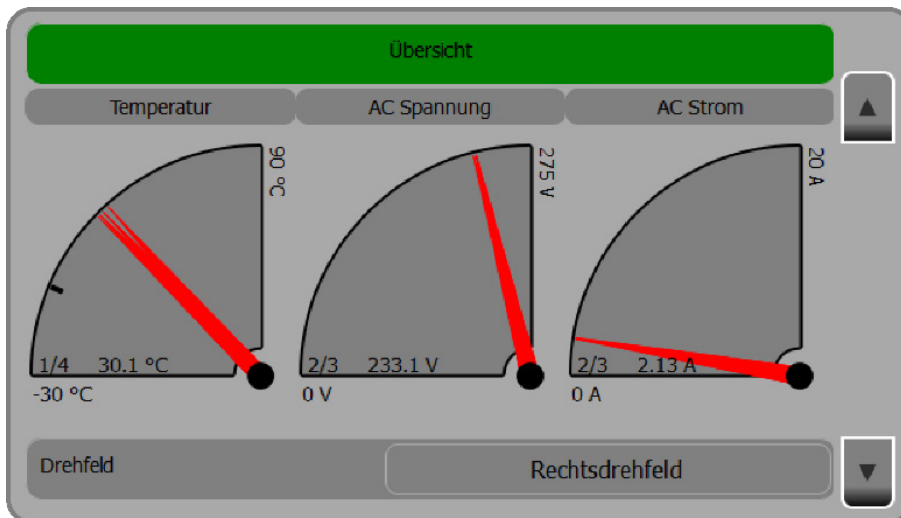 Übersicht
Temperatur
AC Spannung
AC Strom
90 °C
275 V
20 A
1/4 30.1 °C
2/3 233.1 V
2/3 2.13 A
-30 °C
0 V
0 A
Drehfeld
Rechtsdrehfeld